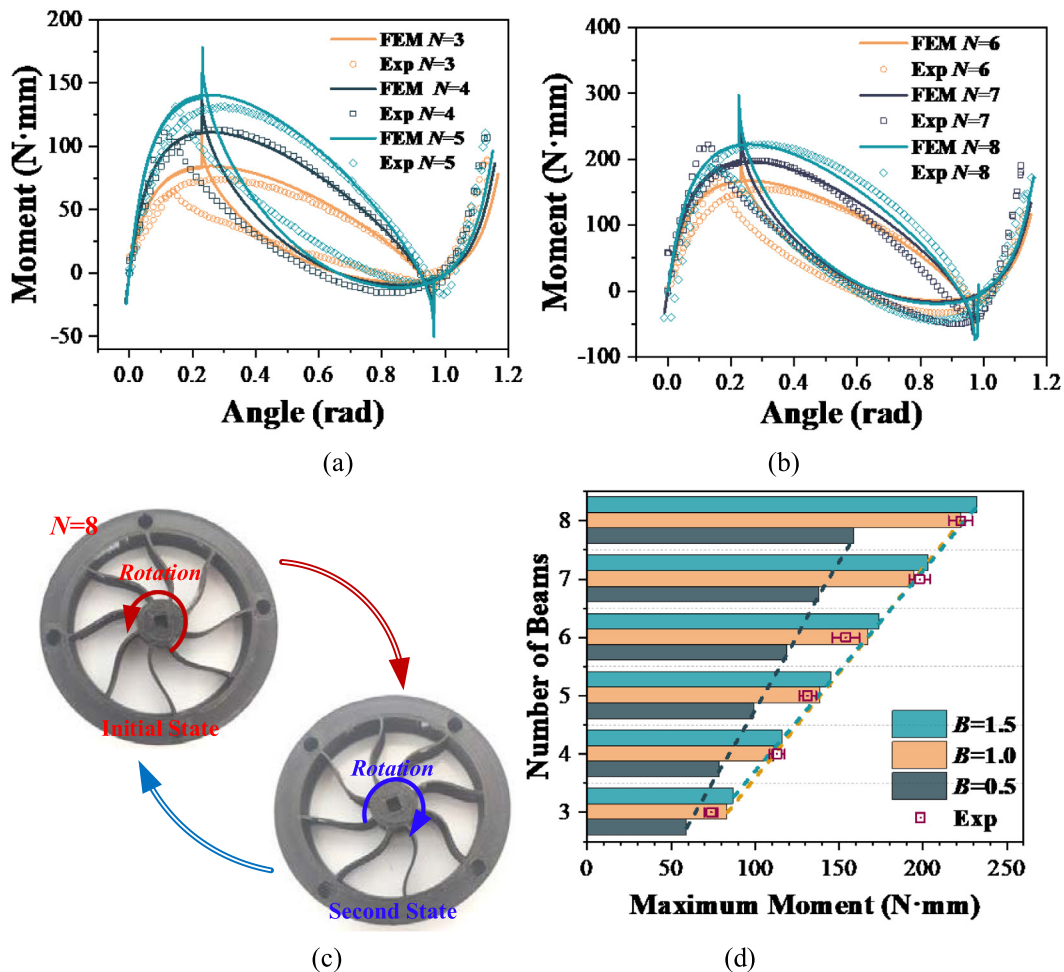 200
150
100
50
0
-50
Moment (N·mm)
0.0 0.2 0.4 0.6 0.8 1.0 1.2
Angle (rad)
FEM N=3
Exp N=3
FEM N=4
Exp N=4
FEM N=5
Exp N=5
(a)
400
300
200
100
0
-100
Moment (N·mm)
0.0 0.2 0.4 0.6 0.8 1.0 1.2
Angle (rad)
FEM N=6
Exp N=6
FEM N=7
Exp N=7
FEM N=8
Exp N=8
(b)
N=8
Rotation
Initial State
Rotation
Second State
(c)
Number of Beams
8
7
6
5
4
3
B=1.5
B=1.0
B=0.5
Exp
0 50 100 150 200 250
Maximum Moment (N·mm)
(d)